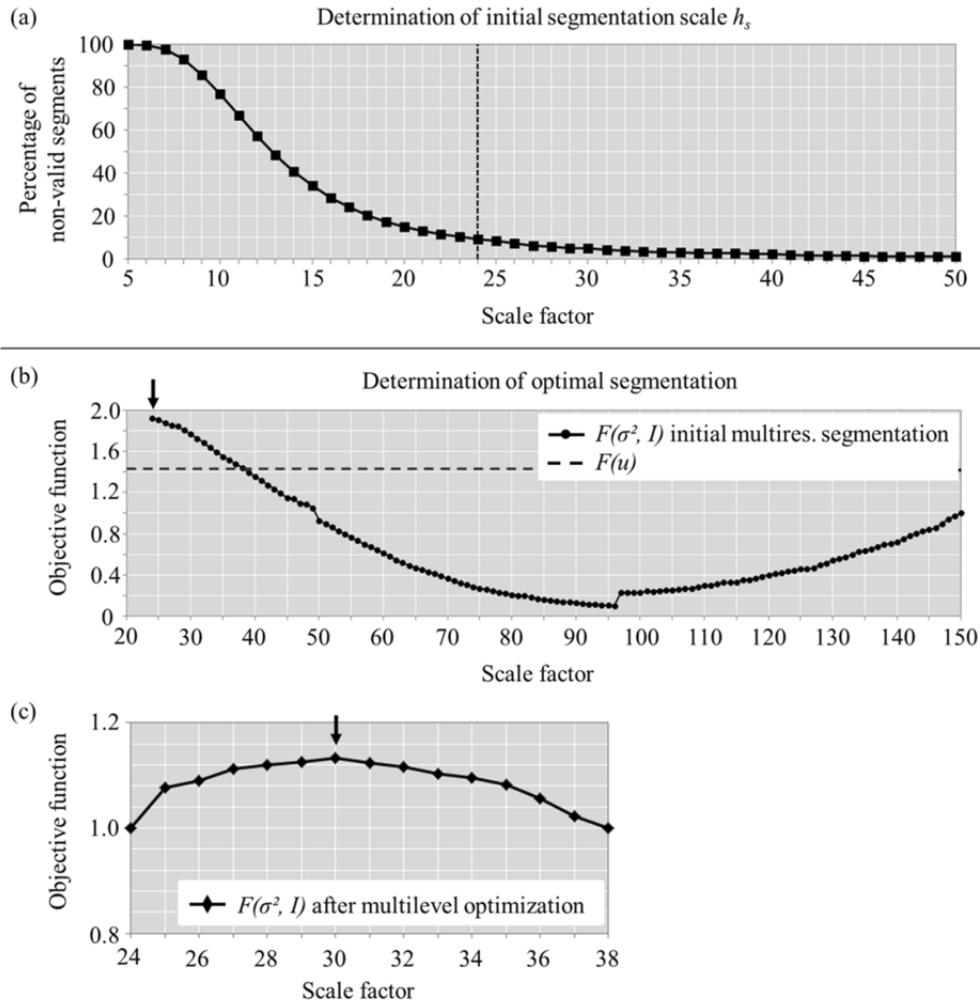 (a)
Determination of initial segmentation scale hₛ
Percentage of
non-valid segments
100
80
60
40
20
0
5 10 15 20 25 30 35 40 45 50
Scale factor
(b)
Determination of optimal segmentation
Objective function
2.0
1.6
1.2
0.8
0.4
0
F(σ², I) initial multires. segmentation
F(u)
20 30 40 50 60 70 80 90 100 110 120 130 140 150
Scale factor
(c)
Objective function
1.2
1.0
0.8
F(σ², I) after multilevel optimization
24 26 28 30 32 34 36 38
Scale factor